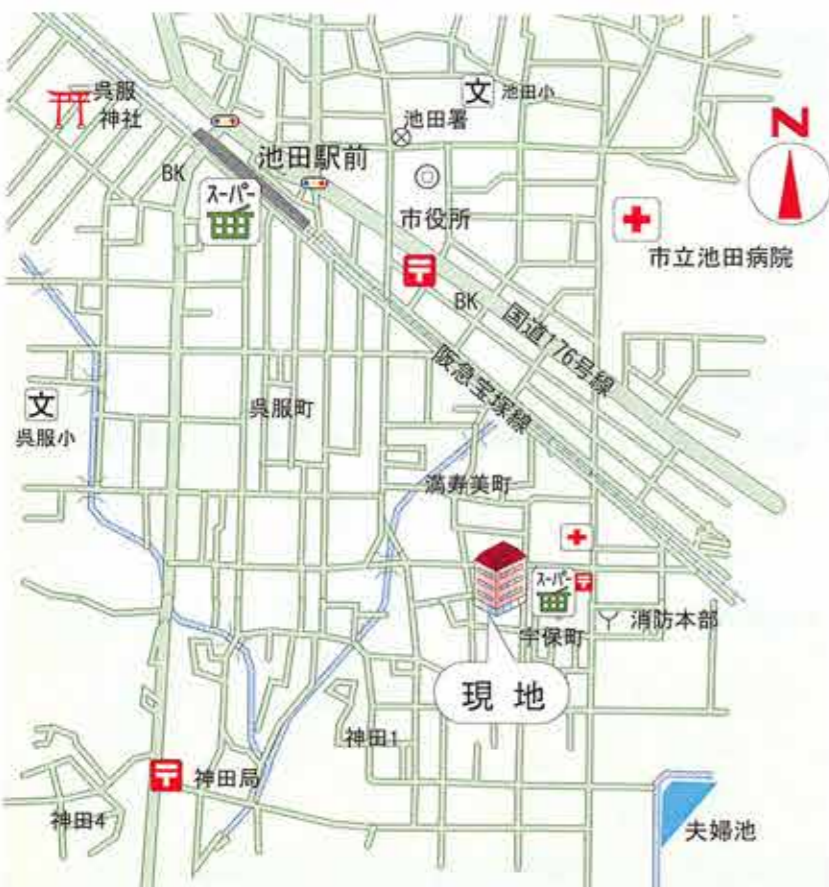 呉服
神社
文
池田小
池田署
池田駅前
N
BK
スーパー
市役所
市立池田病院
BK
国道176号線
阪急宝塚線
文
呉服小
呉服町
満寿美町
スーパー
消防本部
宇保町
現地
神田1
神田局
神田4
夫婦池